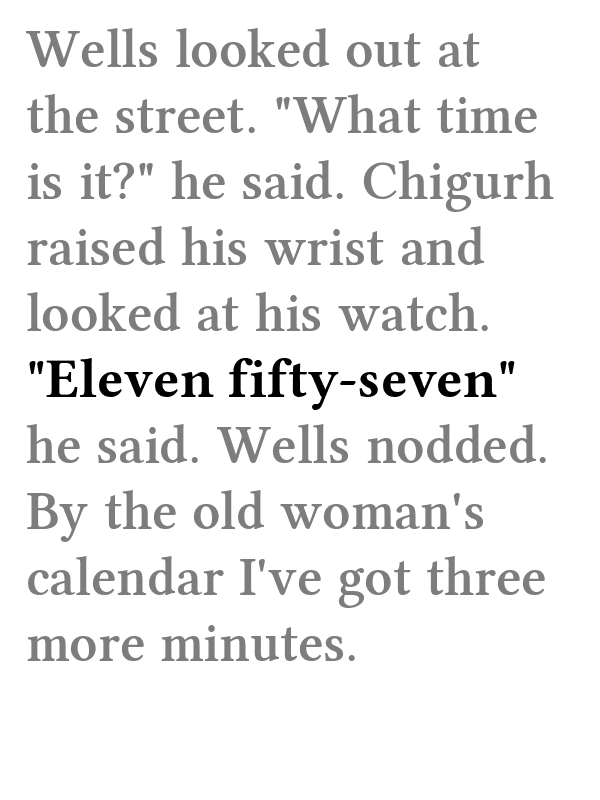 Wells looked out at
the street. "What time
is it?" he said. Chigurh
raised his wrist and
looked at his watch.
"Eleven fifty-seven"
he said. Wells nodded.
By the old woman's
calendar I've got three
more minutes.